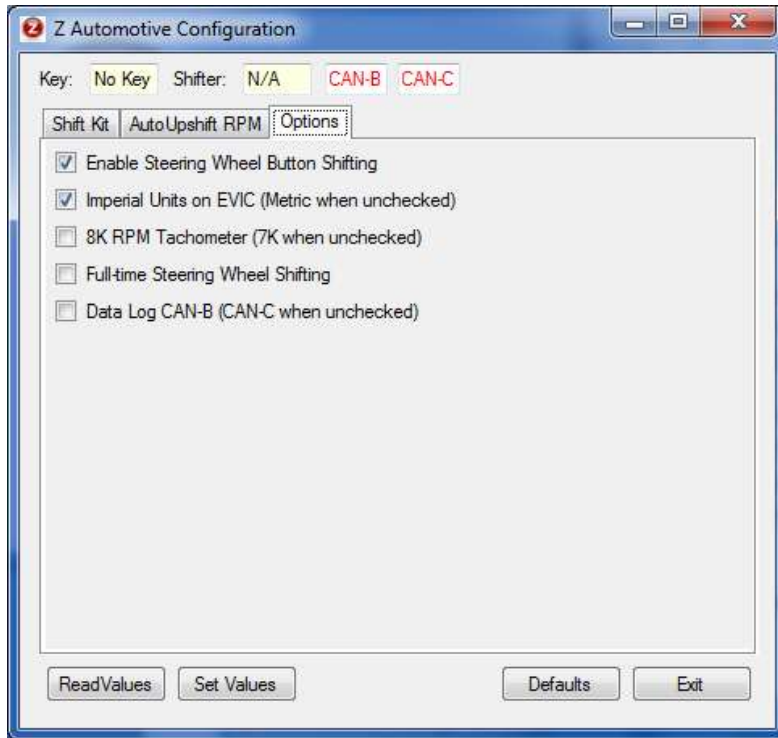 Z Automotive Configuration
Key: No Key Shifter: N/A CAN-B CAN-C
Shift Kit AutoUpshift RPM Options
Enable Steering Wheel Button Shifting
Imperial Units on EVIC (Metric when unchecked)
8K RPM Tachometer (7K when unchecked)
Full-time Steering Wheel Shifting
Data Log CAN-B (CAN-C when unchecked)
ReadValues Set Values Defaults Exit